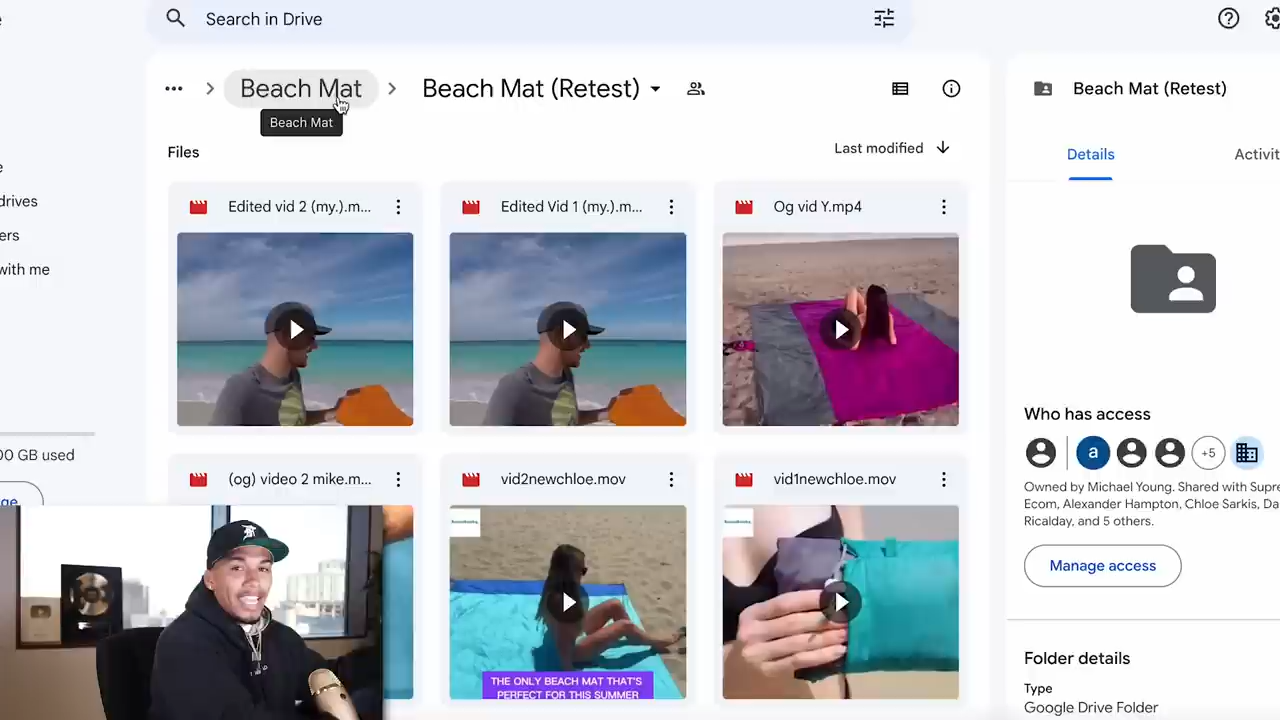 Search in Drive
Beach Mat
Beach Mat (Retest)
Beach Mat (Retest)
Beach Mat
Files
Last modified
Details
Activit
drives
ers
with me
Edited vid 2 (my.).m...
Edited Vid 1 (my.).m...
Og vid Y.mp4
Who has access
a
+5
00 GB used
Owned by Michael Young. Shared with Supre
Ecom, Alexander Hampton, Chloe Sarkis, Da
Ricalday, and 5 others.
(og) video 2 mike.m...
vid2newchloe.mov
vid1newchloe.mov
Manage access
THE ONLY BEACH MAT THAT'S
PERFECT FOR THIS SUMMER
Folder details
Type
Google Drive Folder